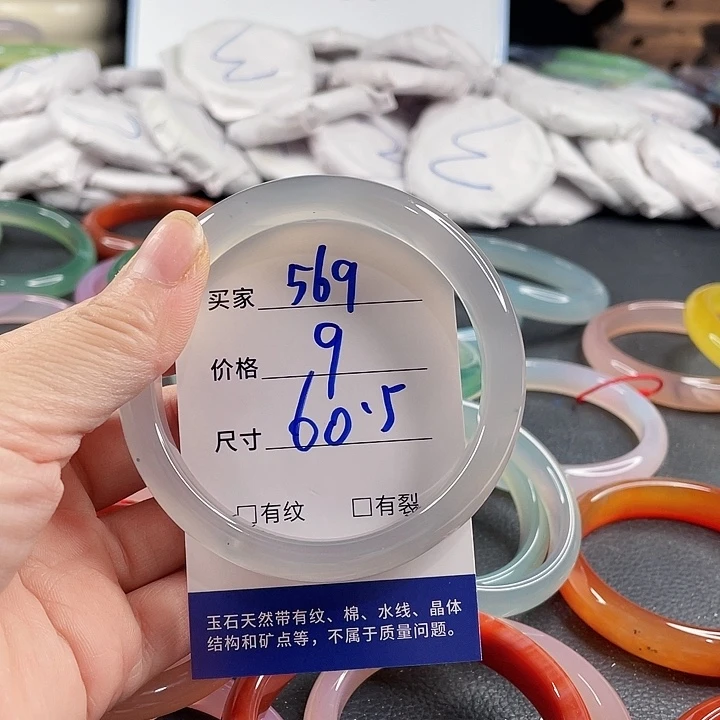 买家 569
价格 9
尺寸 60.5
□有纹 □有裂
玉石天然带有纹、棉、水线、晶体
结构和矿点等，不属于质量问题。